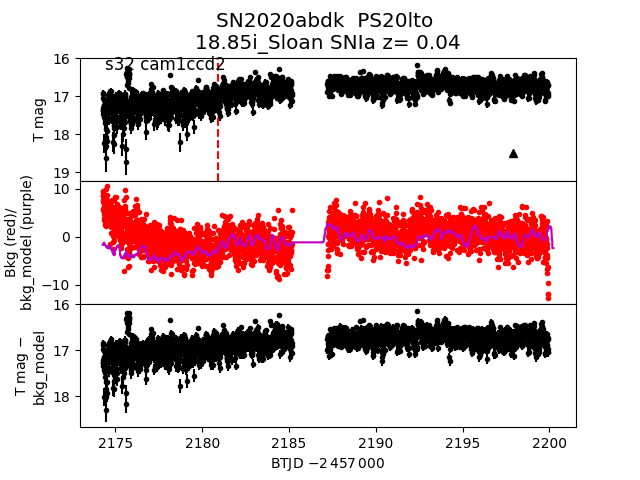 SN2020abdk PS20lto
18.85i_Sloan SNIa z= 0.04
s32 cam1ccd2
16
17
18
19
T mag
10
0
−10
Bkg (red)/
bkg_model (purple)
16
17
18
T mag −
bkg_model
2175 2180 2185 2190 2195 2200
BTJD −2 457 000